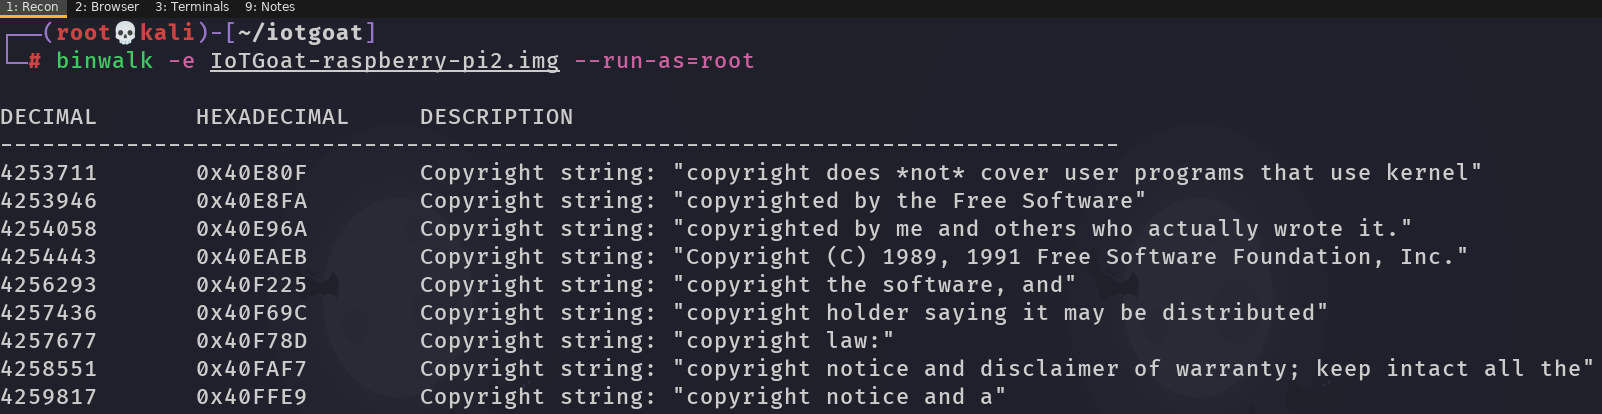 1: Recon 2: Browser 3: Terminals 9: Notes
┌──(root💀kali)-[~/iotgoat]
└─# binwalk -e IoTGoat-raspberry-pi2.img --run-as=root
DECIMAL       HEXADECIMAL     DESCRIPTION
--------------------------------------------------------------------------------
4253711       0x40E80F        Copyright string: "copyright does *not* cover user programs that use kernel"
4253946       0x40E8FA        Copyright string: "copyrighted by the Free Software"
4254058       0x40E96A        Copyright string: "copyrighted by me and others who actually wrote it."
4254443       0x40EAEB        Copyright string: "Copyright (C) 1989, 1991 Free Software Foundation, Inc."
4256293       0x40F225        Copyright string: "copyright the software, and"
4257436       0x40F69C        Copyright string: "copyright holder saying it may be distributed"
4257677       0x40F78D        Copyright string: "copyright law:"
4258551       0x40FAF7        Copyright string: "copyright notice and disclaimer of warranty; keep intact all the"
4259817       0x40FFE9        Copyright string: "copyright notice and a"